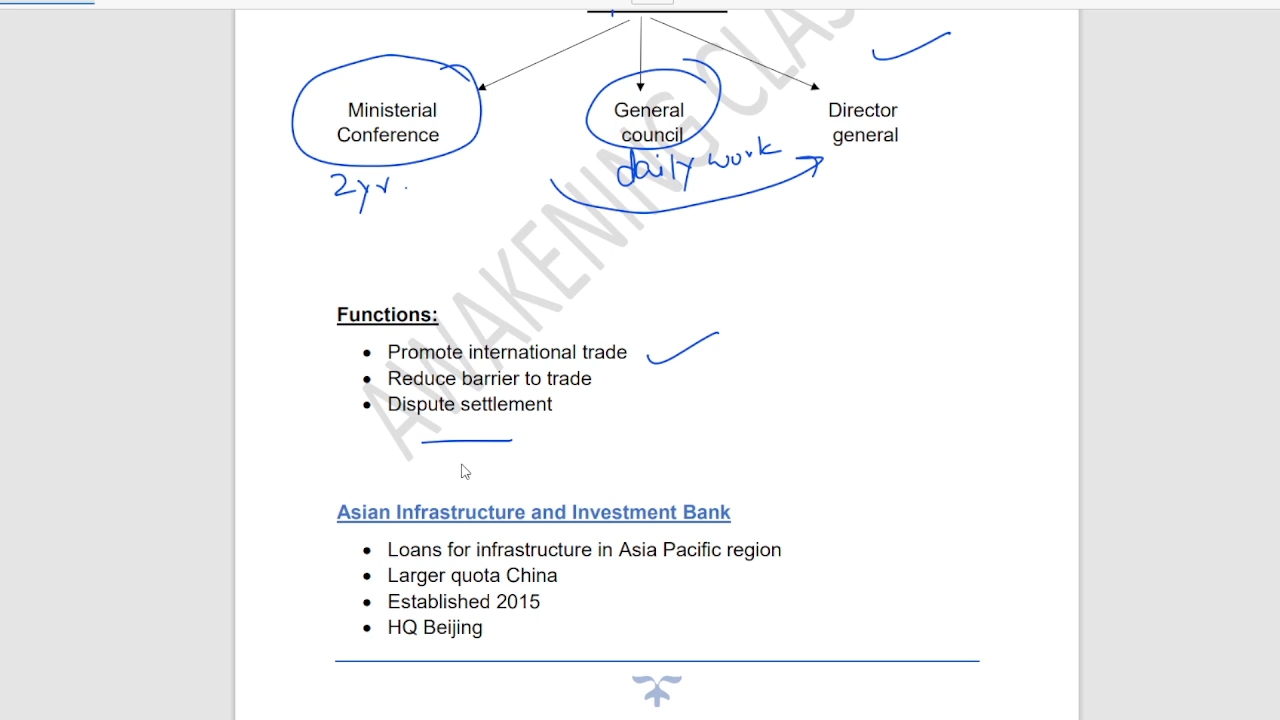 Ministerial
Conference
General
council
Director
general
2yr.
daily work
AWAKENING CLAS
Functions:
• Promote international trade
• Reduce barrier to trade
• Dispute settlement
Asian Infrastructure and Investment Bank
• Loans for infrastructure in Asia Pacific region
• Larger quota China
• Established 2015
• HQ Beijing